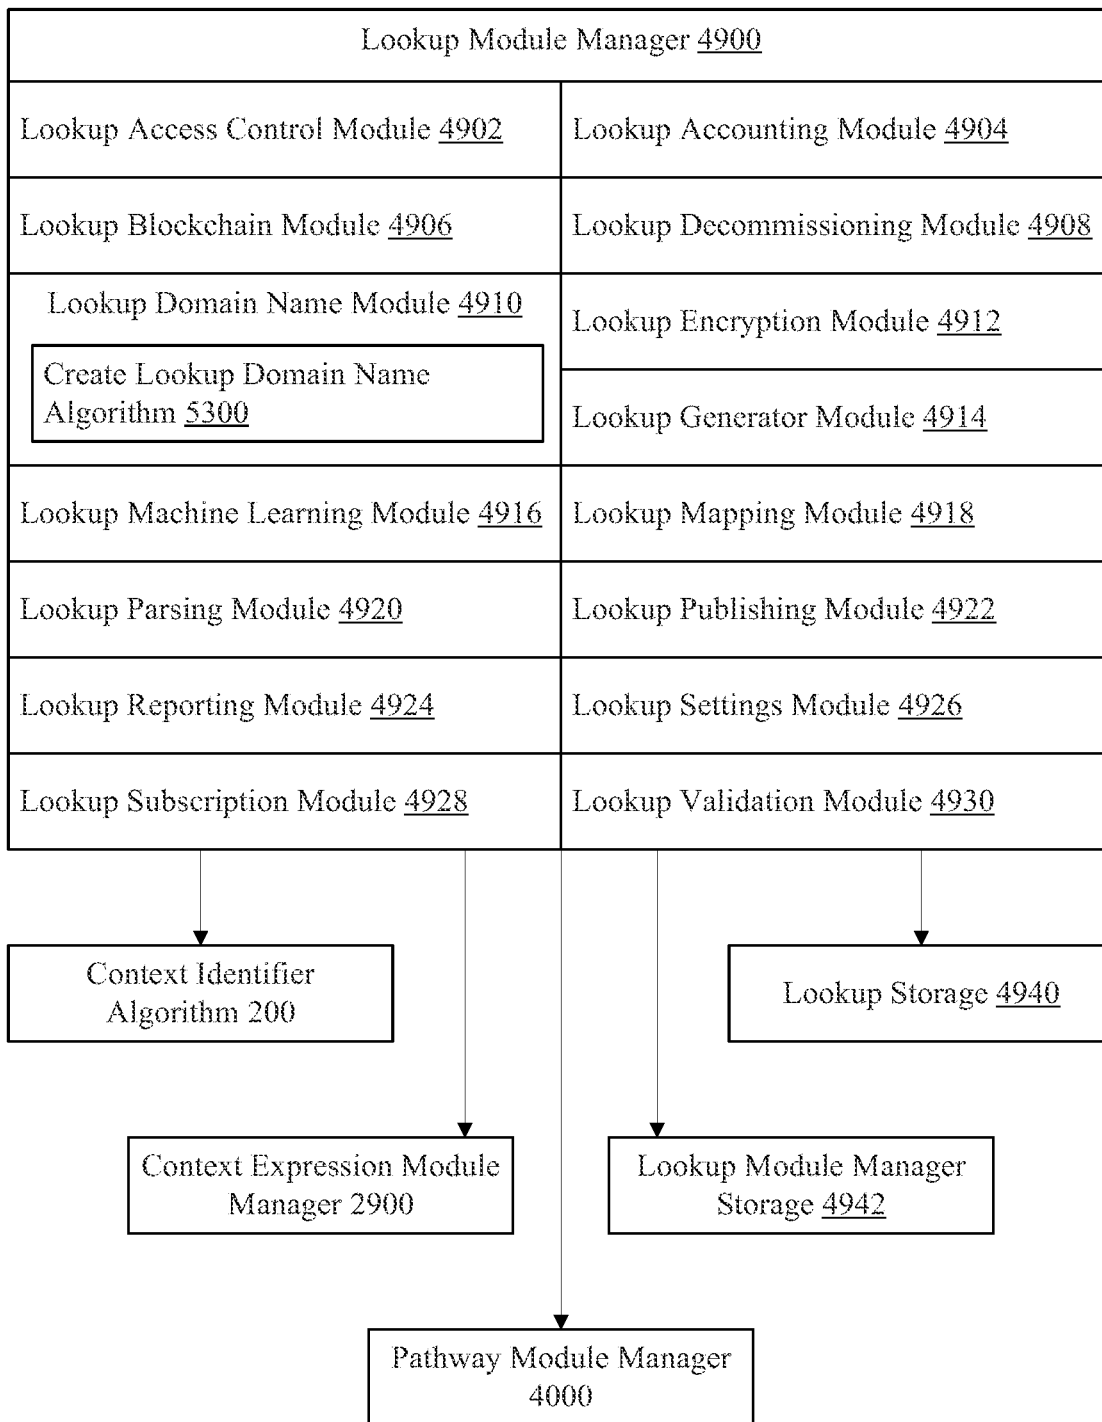 Lookup Module Manager 4900
Lookup Access Control Module 4902
Lookup Accounting Module 4904
Lookup Blockchain Module 4906
Lookup Decommissioning Module 4908
Lookup Domain Name Module 4910
Create Lookup Domain Name
Algorithm 5300
Lookup Encryption Module 4912
Lookup Generator Module 4914
Lookup Machine Learning Module 4916
Lookup Mapping Module 4918
Lookup Parsing Module 4920
Lookup Publishing Module 4922
Lookup Reporting Module 4924
Lookup Settings Module 4926
Lookup Subscription Module 4928
Lookup Validation Module 4930
Context Identifier
Algorithm 200
Lookup Storage 4940
Context Expression Module
Manager 2900
Lookup Module Manager
Storage 4942
Pathway Module Manager
4000